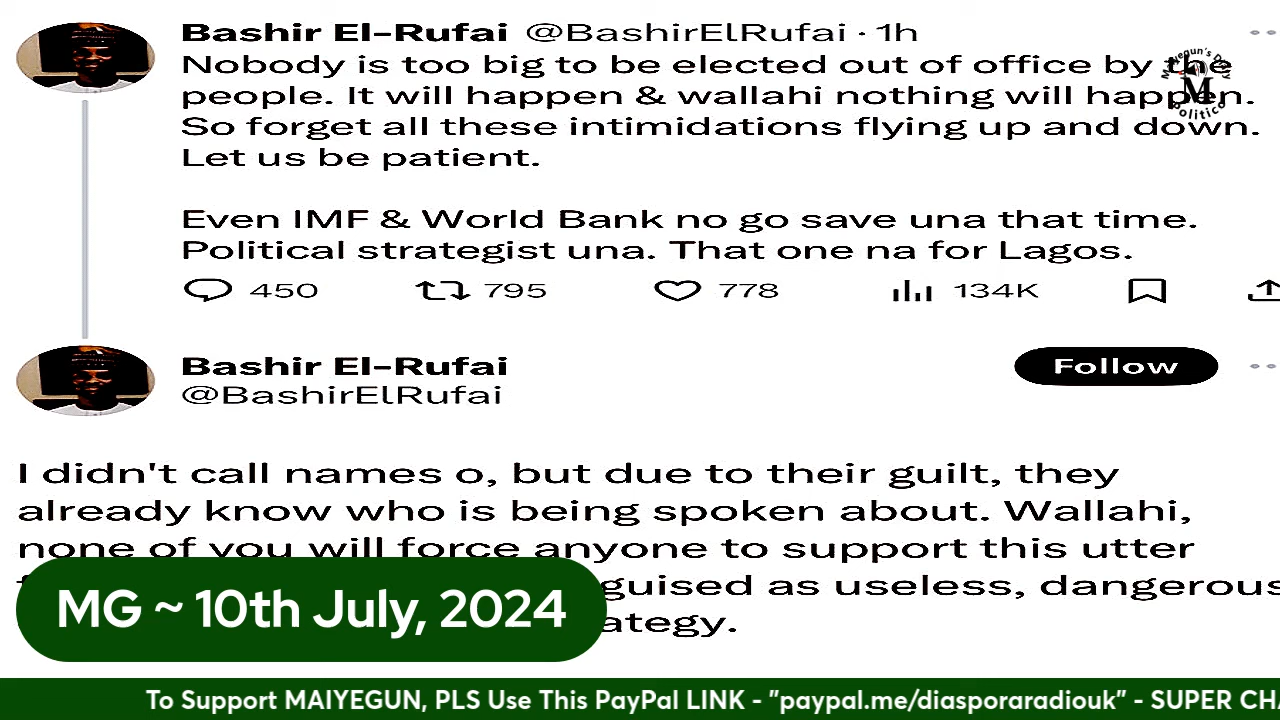 Bashir El-Rufai @BashirElRufai · 1h
Nobody is too big to be elected out of office by the
people. It will happen & wallahi nothing will happen.
So forget all these intimidations flying up and down.
Let us be patient.
Even IMF & World Bank no go save una that time.
Political strategist una. That one na for Lagos.
450 795 778 134K
Bashir El-Rufai
@BashirElRufai
Follow
I didn't call names o, but due to their guilt, they
already know who is being spoken about. Wallahi,
none of you will force anyone to support this utter
guised as useless, dangerous
ategy.
MG ~ 10th July, 2024
To Support MAIYEGUN, PLS Use This PayPal LINK - "paypal.me/diasporaradiouk" - SUPER CHA